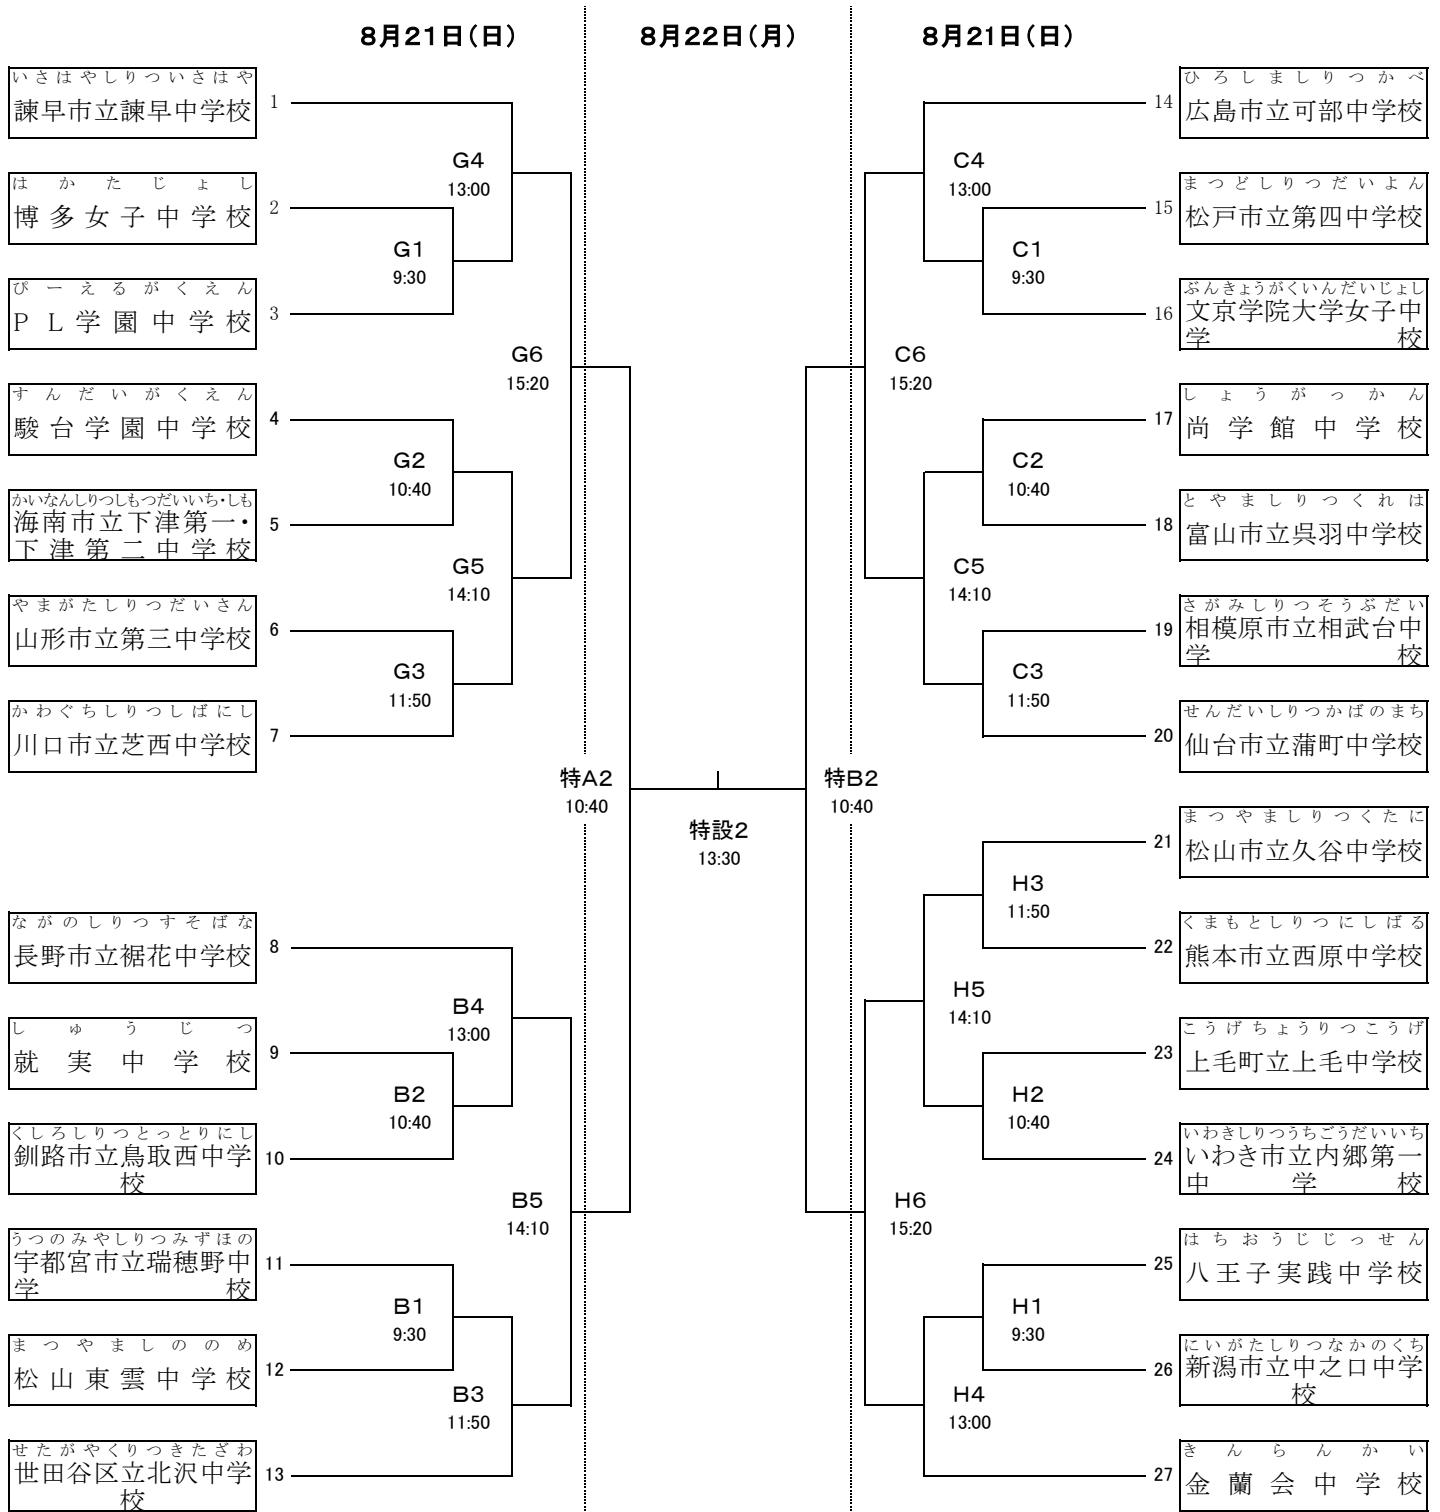 8月21日(日)
8月22日(月)
8月21日(日)
いさはやしりついさはや
諫早市立諫早中学校
1
はかたじょし
博多女子中学校
2
ぴーえるがくえん
PL学園中学校
3
すんだいがくえん
駿台学園中学校
4
かいなんしりつしもつだいいち・しも
海南市立下津第一・
下津第二中学校
5
やまがたしりつだいさん
山形市立第三中学校
6
かわぐちしりつしばにし
川口市立芝西中学校
7
ながのしりつすそばな
長野市立裾花中学校
8
しゅうじつ
就実中学校
9
くしろしりつとっとりにし
釧路市立鳥取西中学
校
10
うつのみやしりつみずほの
宇都宮市立瑞穂野中
学校
11
まつやましののめ
松山東雲中学校
12
せたがやくりつきたざわ
世田谷区立北沢中学
校
13
G4
13:00
G1
9:30
G6
15:20
G2
10:40
G5
14:10
G3
11:50
特A2
10:40
B4
13:00
B2
10:40
B5
14:10
B1
9:30
B3
11:50
特設2
13:30
特B2
10:40
C4
13:00
C1
9:30
C6
15:20
C2
10:40
C5
14:10
C3
11:50
H3
11:50
H5
14:10
H2
10:40
H6
15:20
H1
9:30
H4
13:00
14
ひろしましりつかべ
広島市立可部中学校
15
まつどしりつだいよん
松戸市立第四中学校
16
ぶんきょうがくいんだいじょし
文京学院大学女子中
学校
17
しょうがっかん
尚学館中学校
18
とやましりつくれは
富山市立呉羽中学校
19
さがみしりつそうぶだい
相模原市立相武台中
学校
20
せんだいしりつかばのまち
仙台市立蒲町中学校
21
まつやましりつくたに
松山市立久谷中学校
22
くまもとしりつにしばる
熊本市立西原中学校
23
こうげちょうりつこうげ
上毛町立上毛中学校
24
いわきしりつうちごうだいいち
いわき市立内郷第一
中学校
25
はちおうじじっせん
八王子実践中学校
26
にいがたしりつなかのくち
新潟市立中之口中学
校
27
きんらんかい
金蘭会中学校